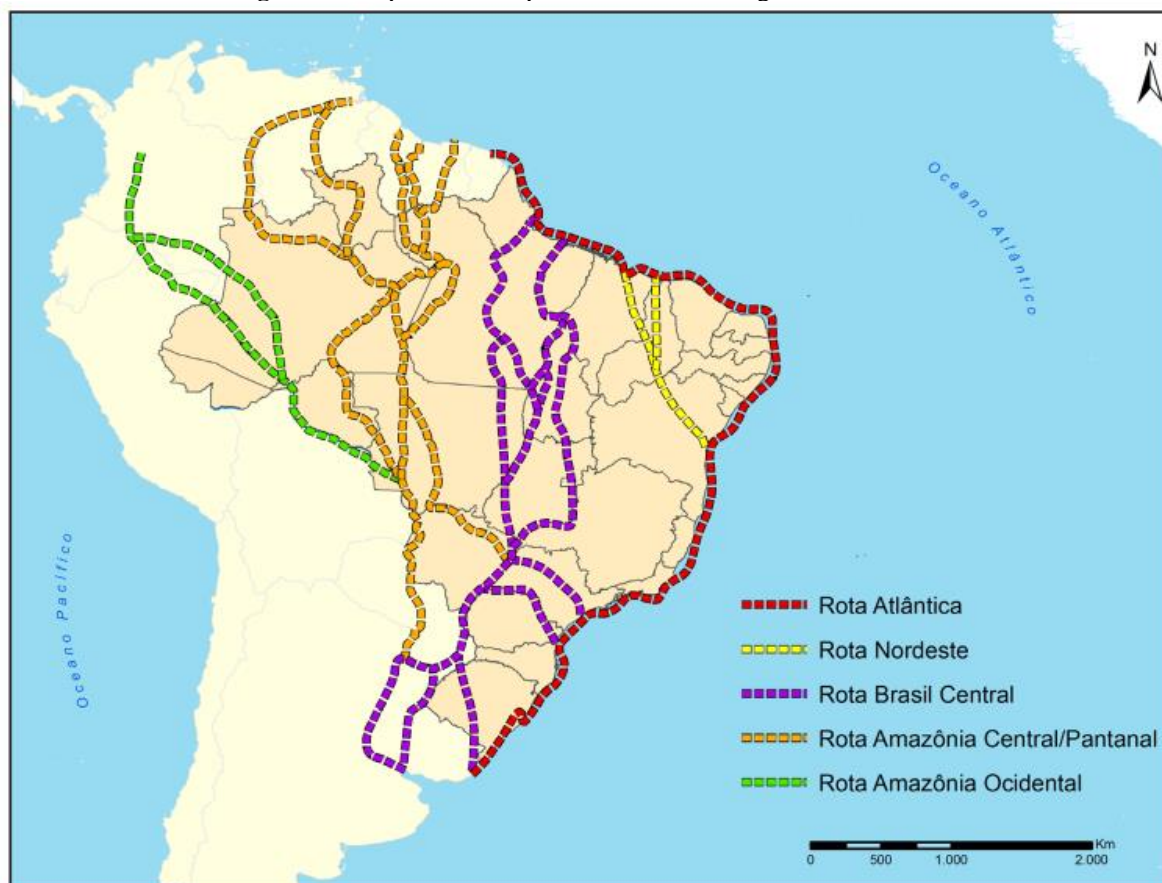 N
Oceano Atlântico
Oceano Pacífico
Rota Atlântica
Rota Nordeste
Rota Brasil Central
Rota Amazônia Central/Pantanal
Rota Amazônia Ocidental
Km
0 500 1.000 2.000